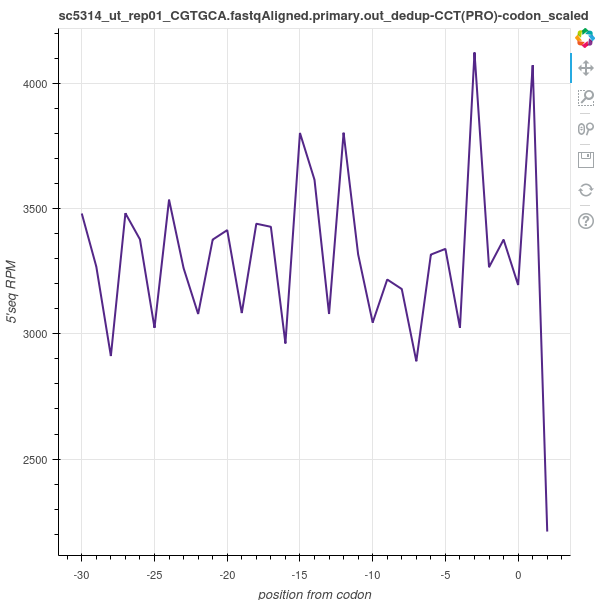 sc5314_ut_rep01_CGTGCA.fastqAligned.primary.out_dedup-CCT(PRO)-codon_scaled
4000
3500
3000
2500
5'seq RPM
-30 -25 -20 -15 -10 -5 0
position from codon